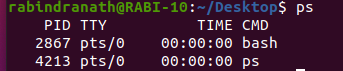 rabindranath@RABI-10:~/Desktop$ ps
    PID TTY          TIME CMD
   2867 pts/0    00:00:00 bash
   4213 pts/0    00:00:00 ps